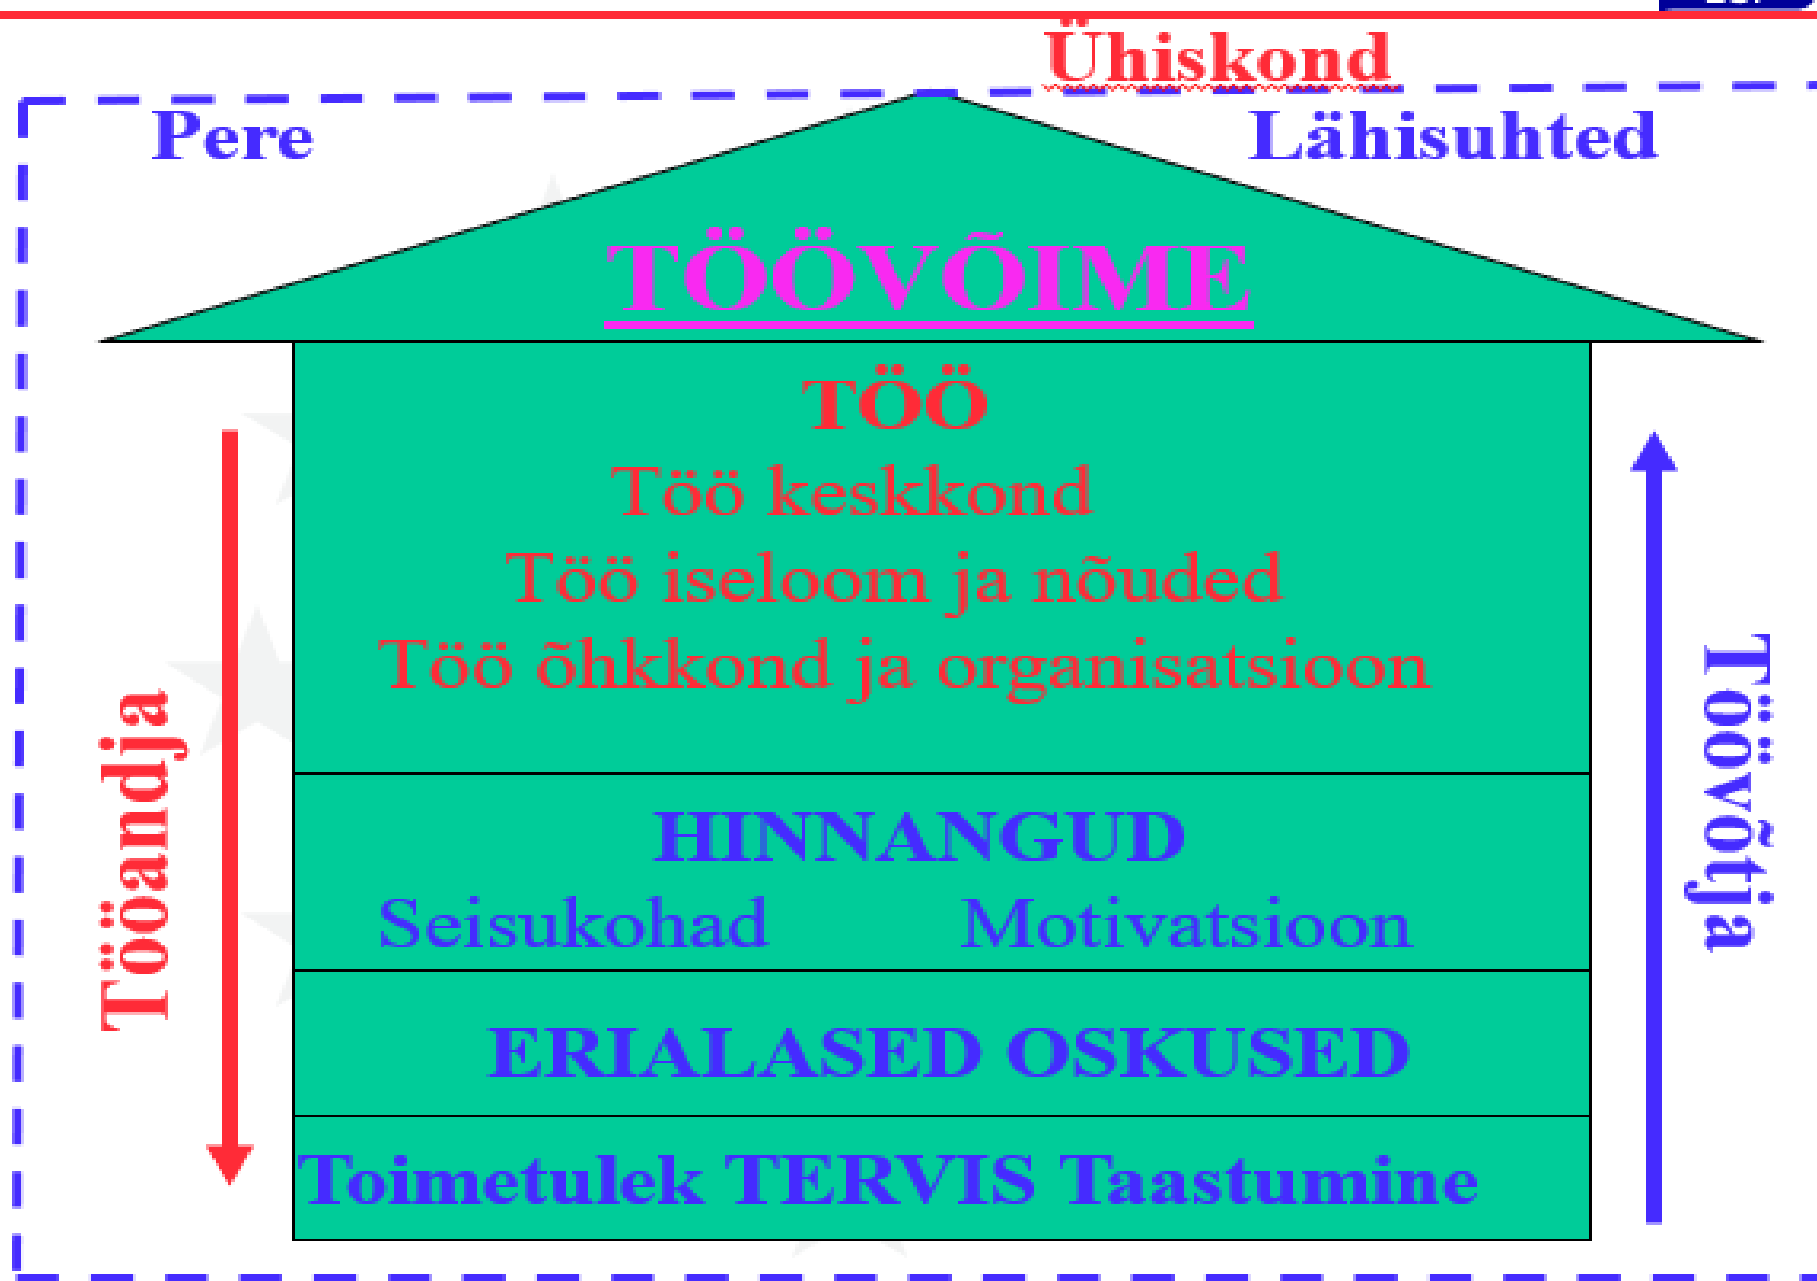 Ühiskond
Pere
Lähisuhted
TÖÖVÕIME
TÖÖ
Töö keskkond
Töö iseloom ja nõuded
Töö õhkkond ja organisatsioon
Tööandja
Töövõtja
HINNANGUD
Seisukohad Motivatsioon
ERIALASED OSKUSED
Toimetulek TERVIS Taastumine